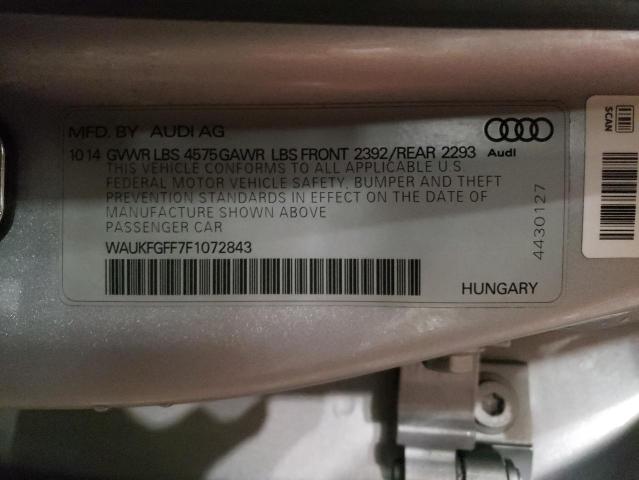 MFD. BY AUDI AG
10 14 GVWR LBS 4575 GAWR LBS FRONT 2392/REAR 2293
Audi
THIS VEHICLE CONFORMS TO ALL APPLICABLE U.S.
FEDERAL MOTOR VEHICLE SAFETY, BUMPER AND THEFT
PREVENTION STANDARDS IN EFFECT ON THE DATE OF
MANUFACTURE SHOWN ABOVE
PASSENGER CAR
WAUKFGFF7F1072843
HUNGARY
4430127
SCAN